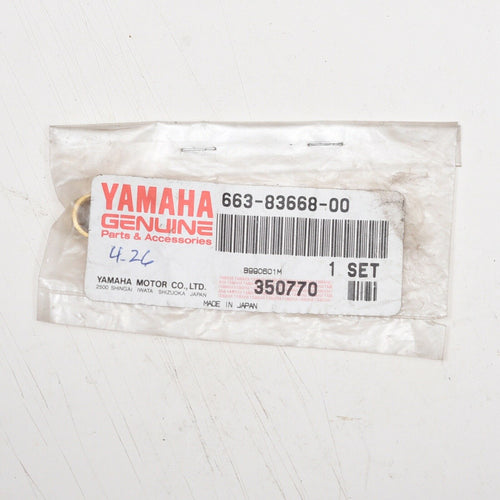 YAMAHA
GENUINE
Parts & Accessories
4.26
YAMAHA MOTOR CO., LTD.
2500 SHINGAI IWATA SHIZUOKA JAPAN
663-83668-00
8990601M
1 SET
350770
MADE IN JAPAN